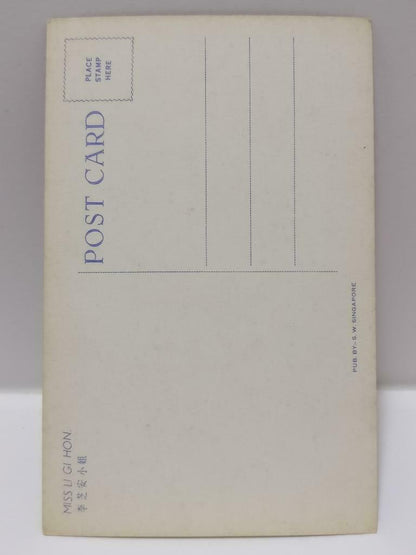 MISS LI GI HON.
李芝安小姐
POST CARD
PLACE
STAMP
HERE
PUB. BY:- S. W. SINGAPORE